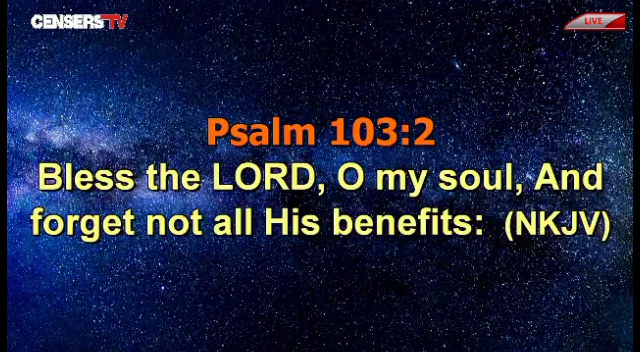 CENSERS TV
LIVE
Psalm 103:2
Bless the LORD, O my soul, And
forget not all His benefits: (NKJV)